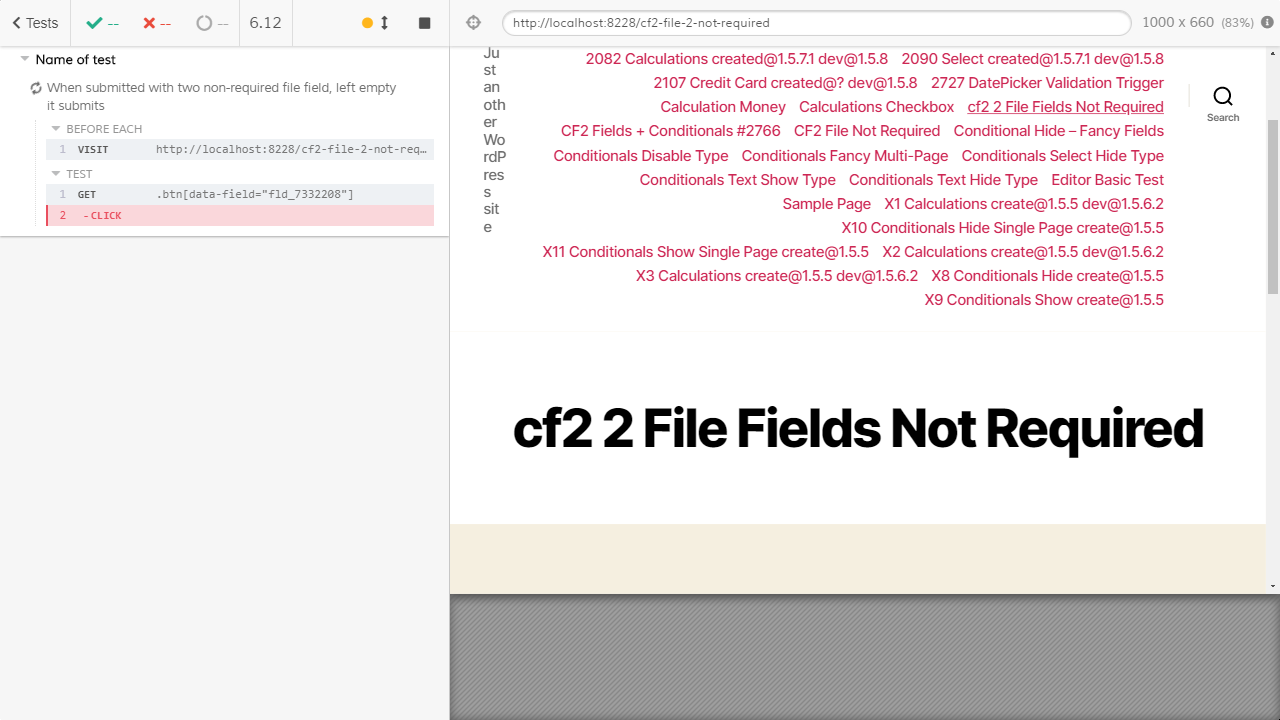 Tests
--
--
--
6.12
http://localhost:8228/cf2-file-2-not-required
1000 x 660 (83%)
Name of test
When submitted with two non-required file field, left empty
it submits
BEFORE EACH
1 VISIT http://localhost:8228/cf2-file-2-not-req…
TEST
1 GET .btn[data-field="fld_7332208"]
2 -CLICK
Ju
st
an
oth
er
Wo
rdP
res
s
sit
e
2082 Calculations created@1.5.7.1 dev@1.5.8 2090 Select created@1.5.7.1 dev@1.5.8
2107 Credit Card created@? dev@1.5.8 2727 DatePicker Validation Trigger
Calculation Money Calculations Checkbox cf2 2 File Fields Not Required
CF2 Fields + Conditionals #2766 CF2 File Not Required Conditional Hide – Fancy Fields
Conditionals Disable Type Conditionals Fancy Multi-Page Conditionals Select Hide Type
Conditionals Text Show Type Conditionals Text Hide Type Editor Basic Test
Sample Page X1 Calculations create@1.5.5 dev@1.5.6.2
X10 Conditionals Hide Single Page create@1.5.5
X11 Conditionals Show Single Page create@1.5.5 X2 Calculations create@1.5.5 dev@1.5.6.2
X3 Calculations create@1.5.5 dev@1.5.6.2 X8 Conditionals Hide create@1.5.5
X9 Conditionals Show create@1.5.5
Search
cf2 2 File Fields Not Required